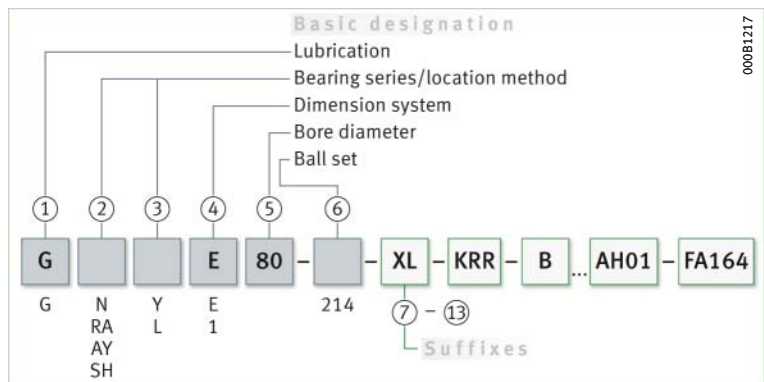 Basic designation
Lubrication
Bearing series/location method
Dimension system
Bore diameter
Ball set
① ② ③ ④ ⑤ ⑥
G E 80 – – XL – KRR – B ... AH01 – FA164
G N Y E 214 ⑦ – ⑬
RA L 1
AY
SH
Suffixes
000B1217